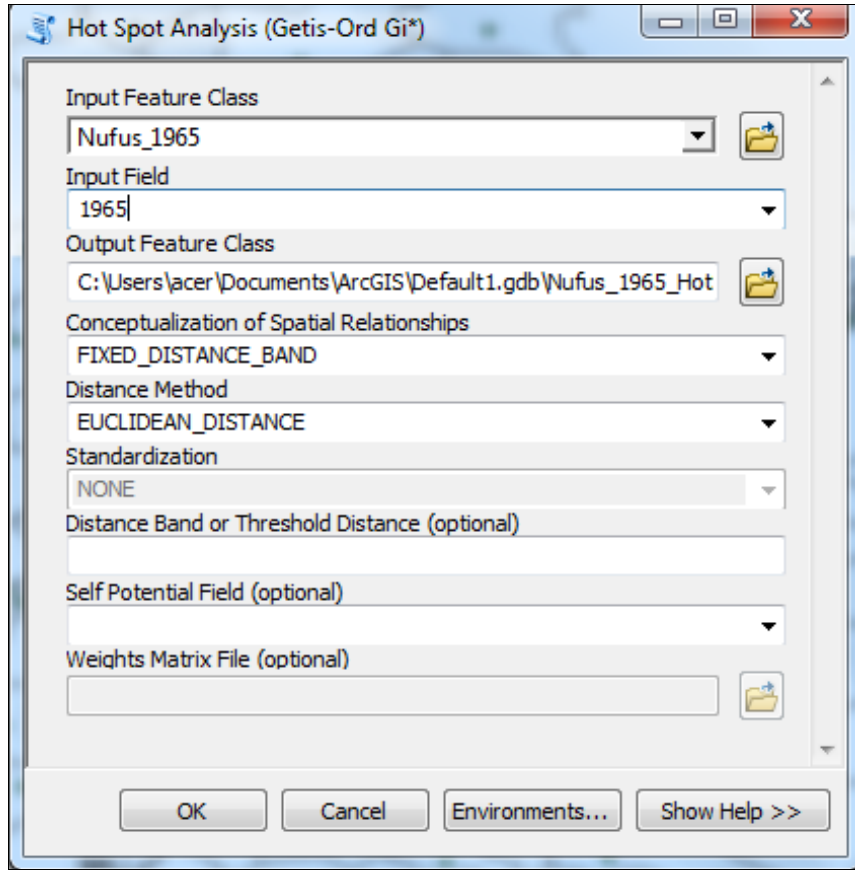 Hot Spot Analysis (Getis-Ord Gi*)
Input Feature Class
Nufus_1965
Input Field
1965
Output Feature Class
C:\Users\acer\Documents\ArcGIS\Default1.gdb\Nufus_1965_Hot
Conceptualization of Spatial Relationships
FIXED_DISTANCE_BAND
Distance Method
EUCLIDEAN_DISTANCE
Standardization
NONE
Distance Band or Threshold Distance (optional)
Self Potential Field (optional)
Weights Matrix File (optional)
OK Cancel Environments... Show Help >>